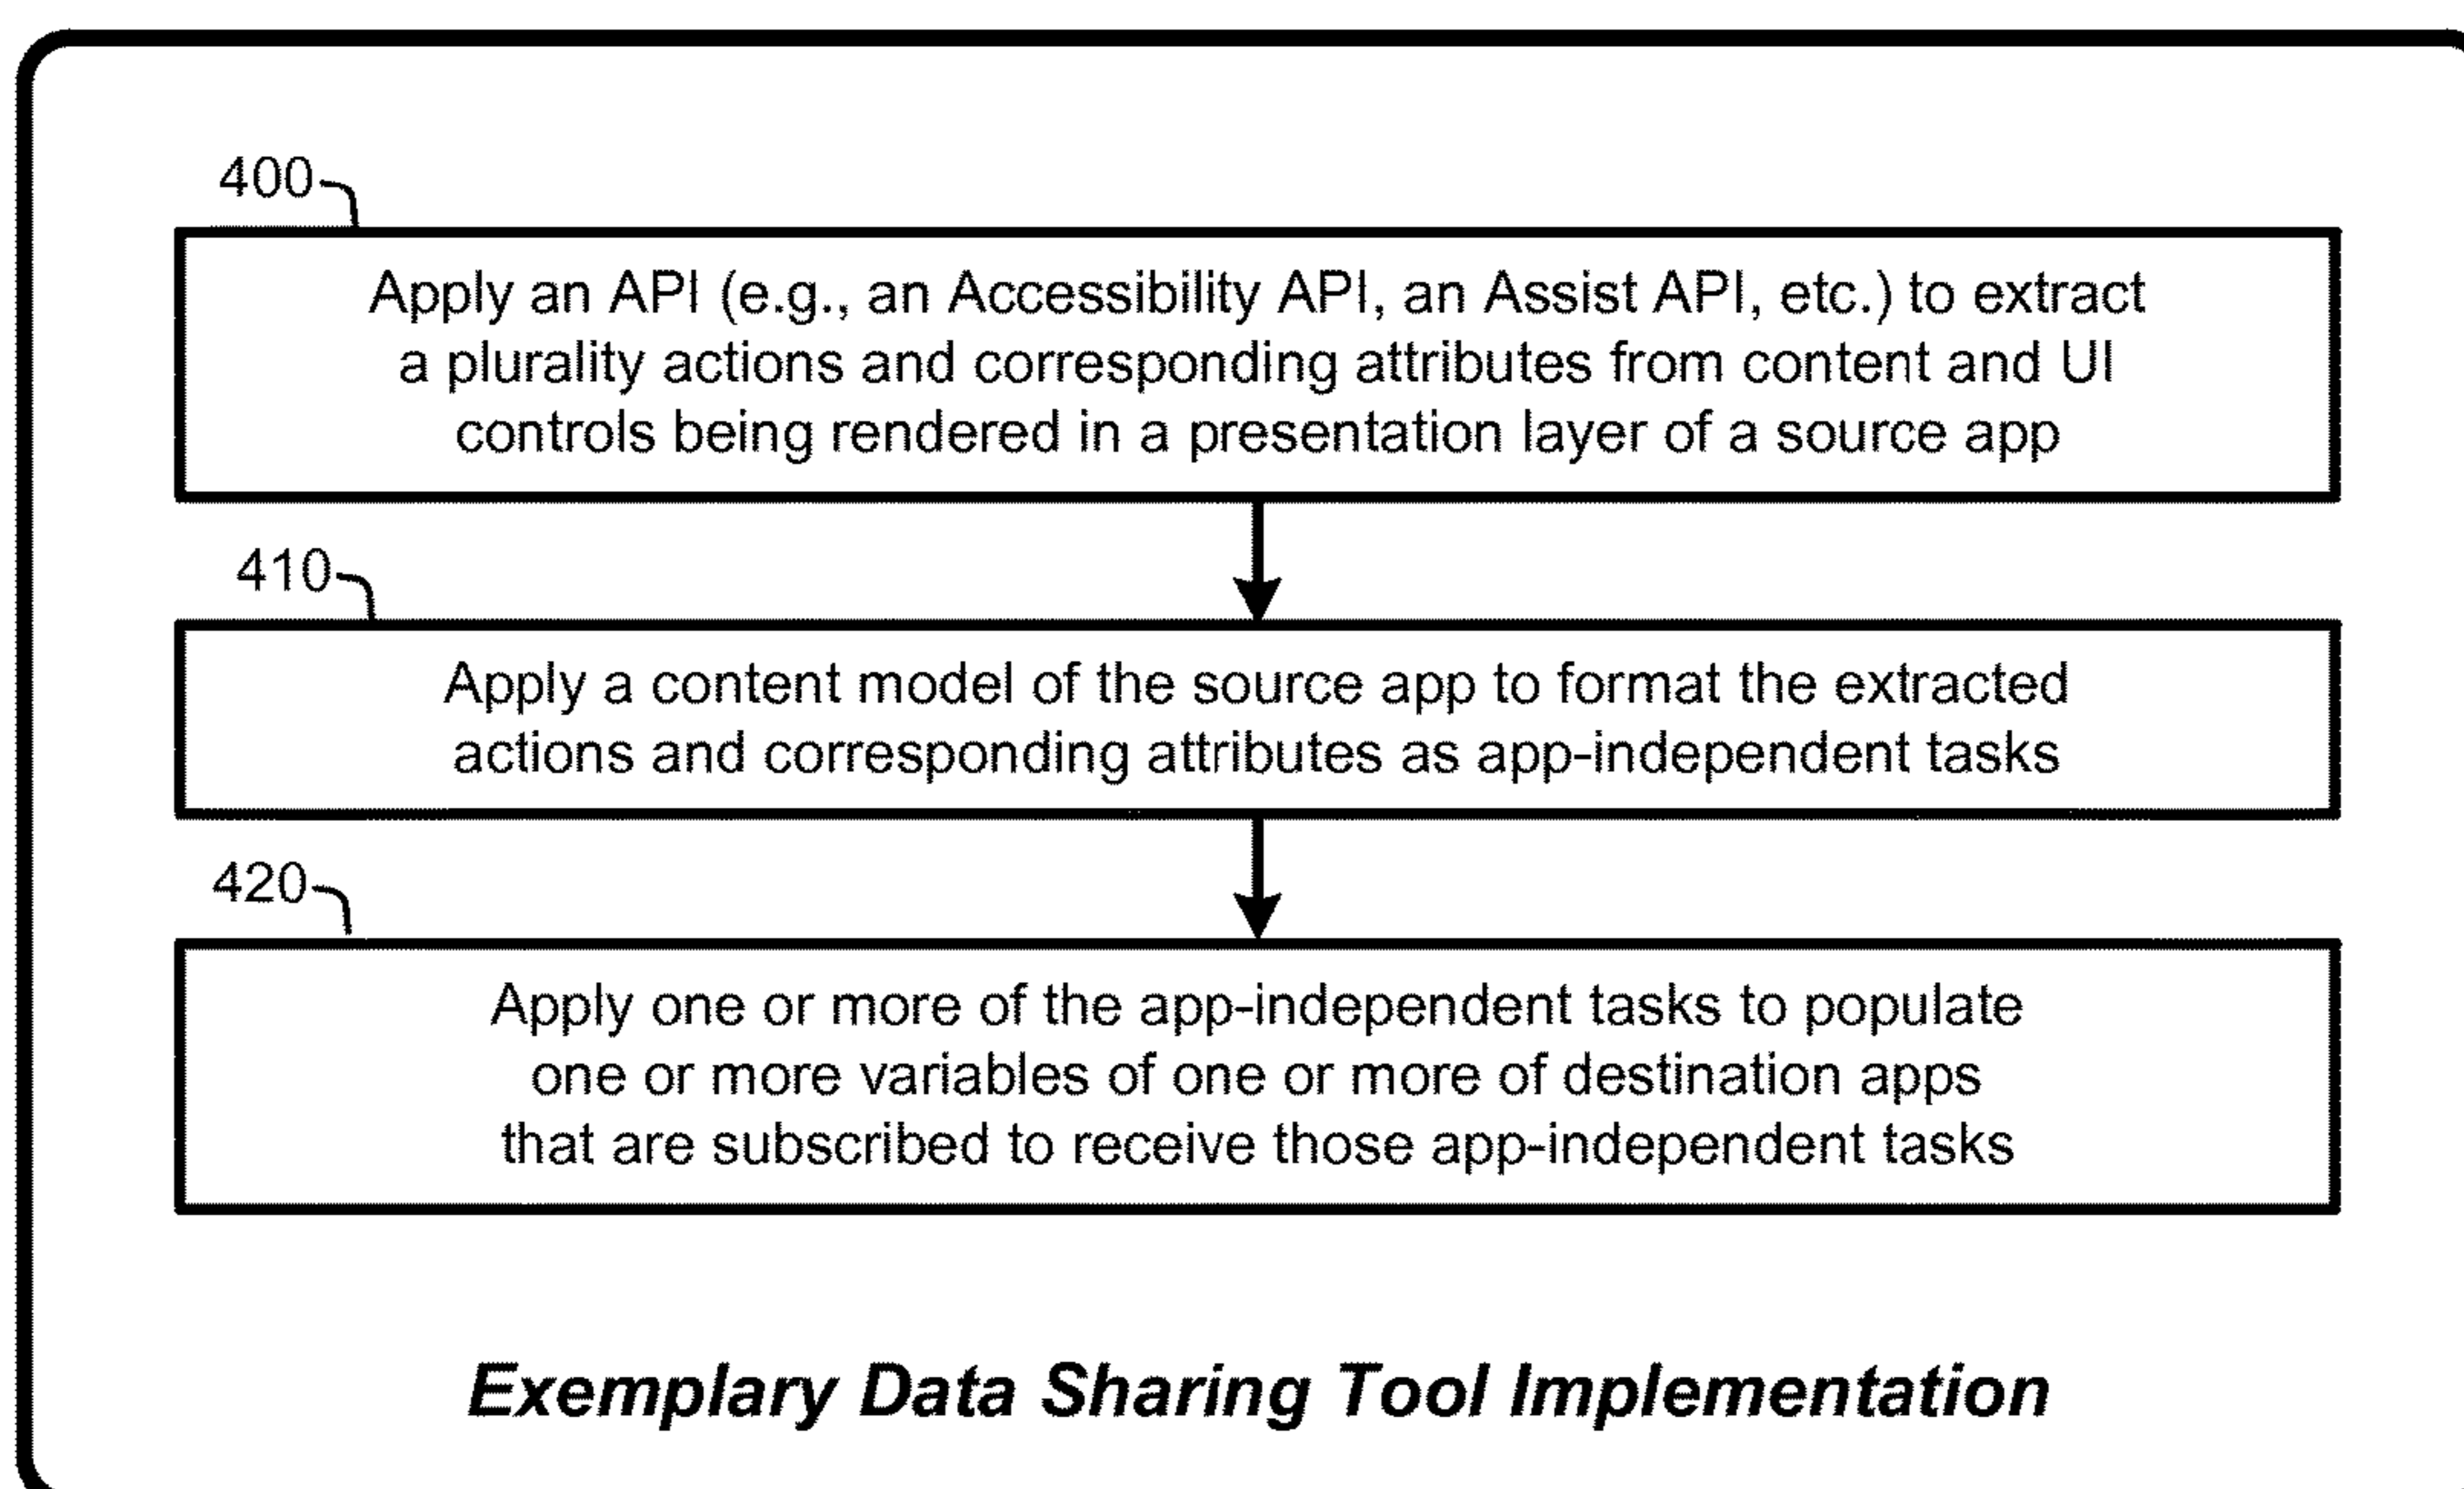 400
Apply an API (e.g., an Accessibility API, an Assist API, etc.) to extract
a plurality actions and corresponding attributes from content and UI
controls being rendered in a presentation layer of a source app
410
Apply a content model of the source app to format the extracted
actions and corresponding attributes as app-independent tasks
420
Apply one or more of the app-independent tasks to populate
one or more variables of one or more of destination apps
that are subscribed to receive those app-independent tasks
Exemplary Data Sharing Tool Implementation